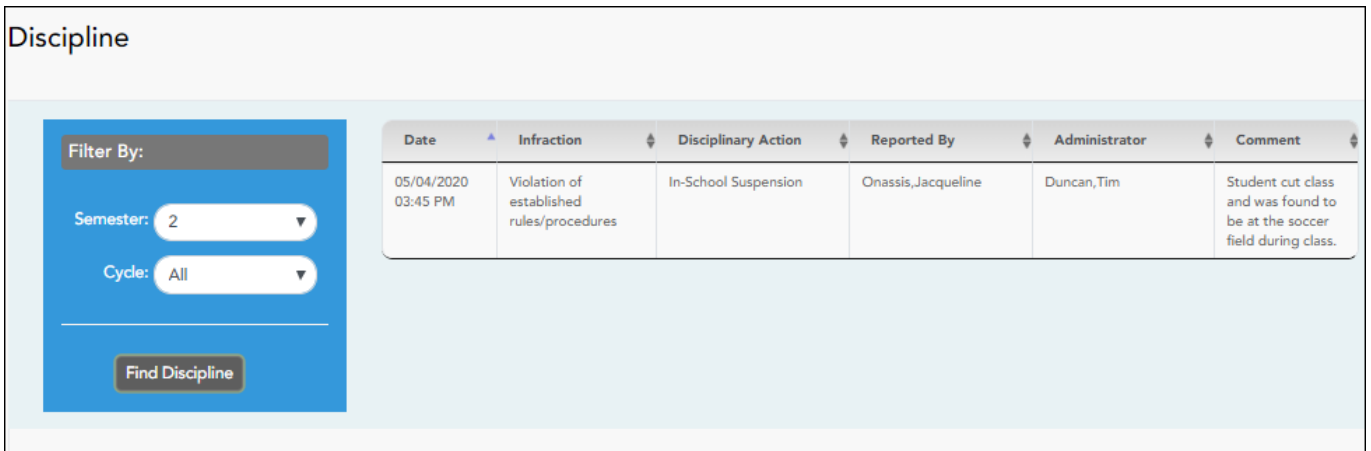 Discipline
Filter By:
Semester: 2
Cycle: All
Find Discipline
Date Infraction Disciplinary Action Reported By Administrator Comment
05/04/2020 Violation of In-School Suspension Onassis,Jacqueline Duncan,Tim Student cut class
03:45 PM established and was found to
rules/procedures be at the soccer
field during class.